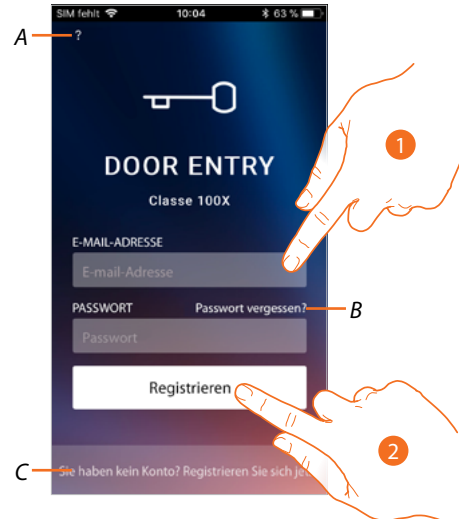 SIM fehlt 10:04 63 %
A ?
DOOR ENTRY
Classe 100X
1
E-MAIL-ADRESSE
E-mail-Adresse
PASSWORT Passwort vergessen? B
Passwort
Registrieren
2
C Sie haben kein Konto? Registrieren Sie sich